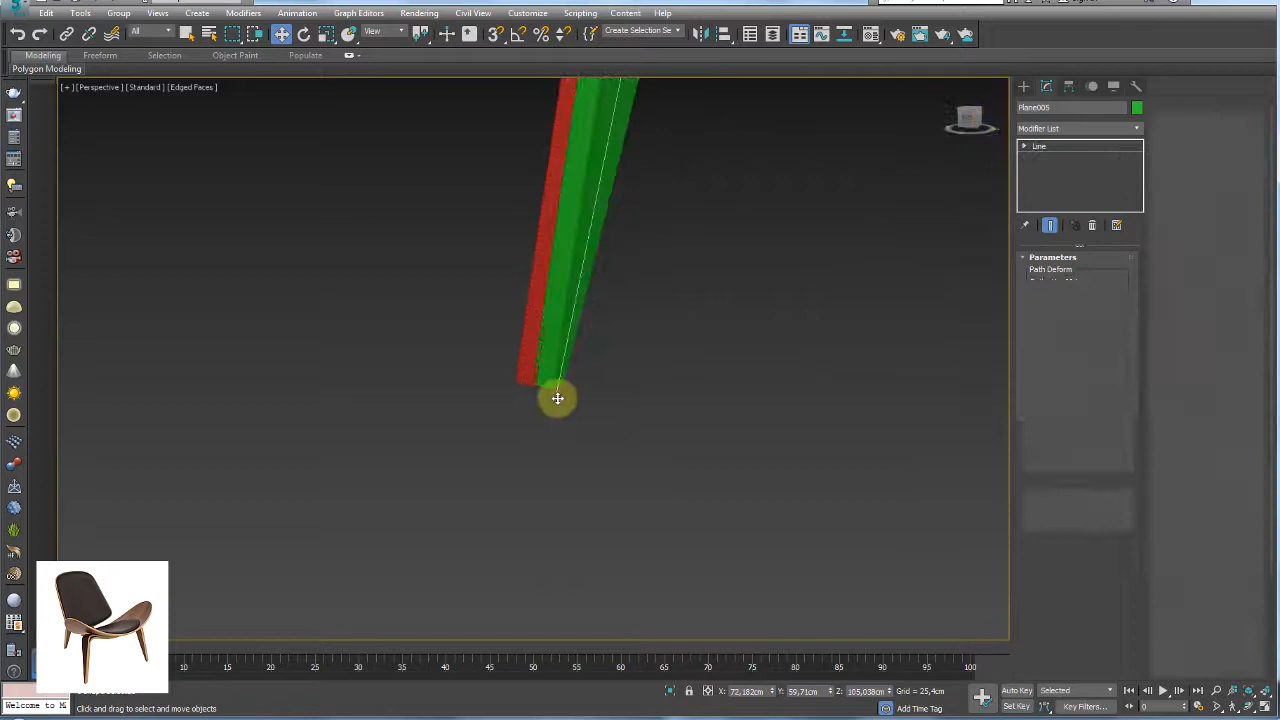 Edit Tools Group Views Create Modifiers Animation Graph Editors Rendering Civil View Customize Scripting Content Help
All View Create Selection Se
Modeling Freeform Selection Object Paint Populate
Polygon Modeling
[ + ] [Perspective ] [Standard ] [Edged Faces ]
Plane005
Modifier List
Line
Parameters
Path Deform
15 20 25 30 35 40 45 50 55 60 65 70 75 80 85 90 95 100
X: 72,182cm Y: 59,71cm Z: 105,038cm Grid = 25,4cm Auto Key Selected
Welcome to M Click and drag to select and move objects Add Time Tag Set Key Key Filters... 0